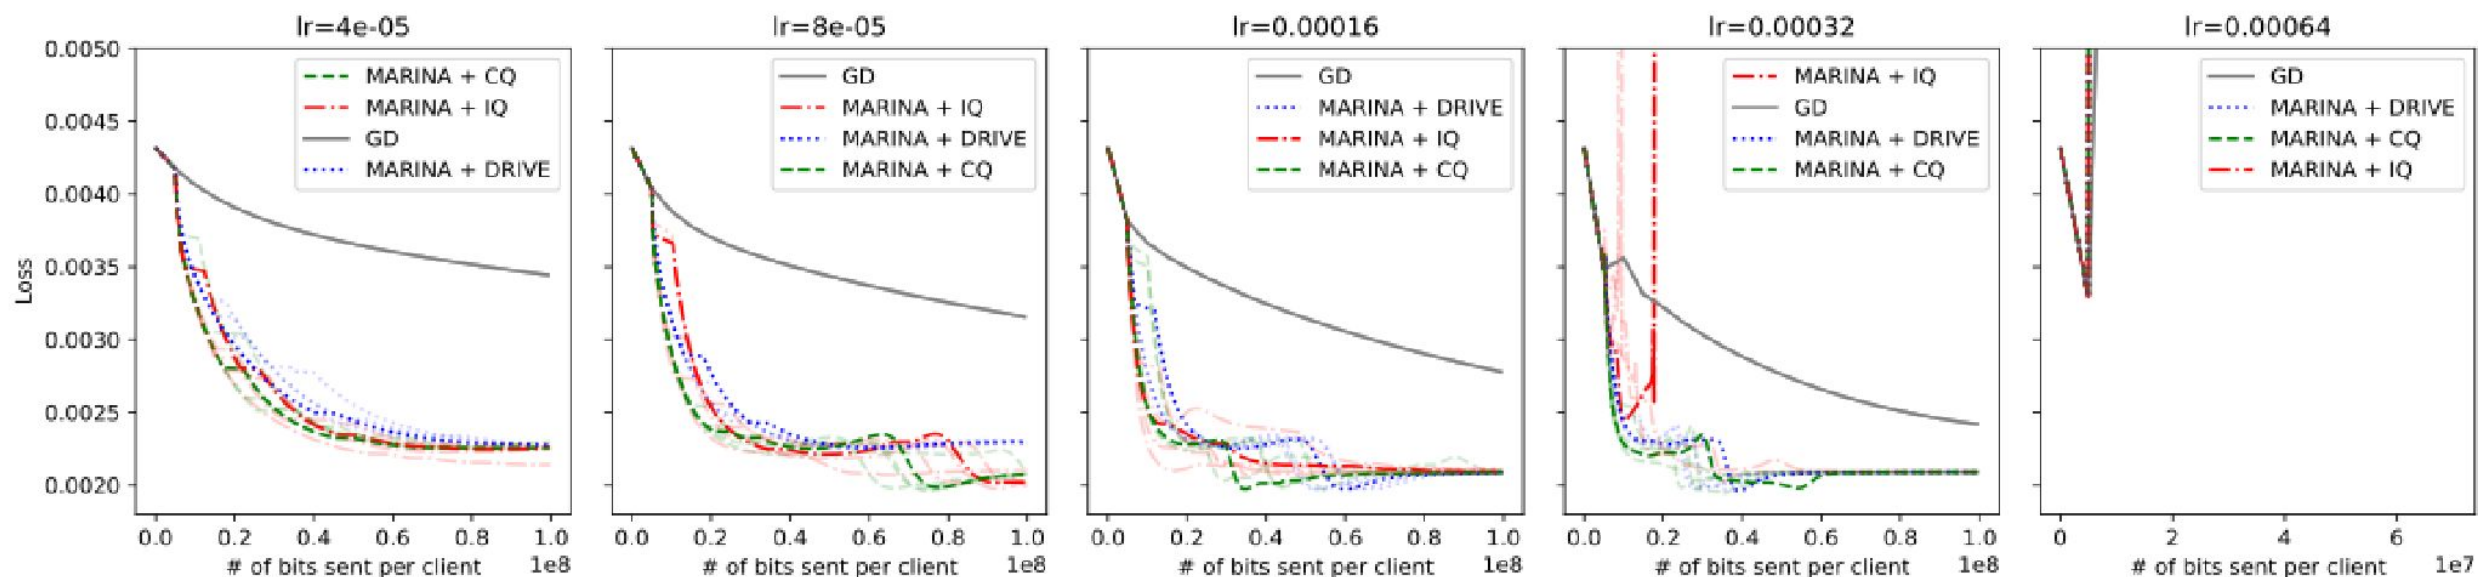 lr=4e-05
0.0050
0.0045
0.0040
0.0035
0.0030
0.0025
0.0020
Loss
MARINA + CQ
MARINA + IQ
GD
MARINA + DRIVE
0.0 0.2 0.4 0.6 0.8 1.0
# of bits sent per client 1e8
lr=8e-05
GD
MARINA + IQ
MARINA + DRIVE
MARINA + CQ
0.0 0.2 0.4 0.6 0.8 1.0
# of bits sent per client 1e8
lr=0.00016
GD
MARINA + DRIVE
MARINA + IQ
MARINA + CQ
0.0 0.2 0.4 0.6 0.8 1.0
# of bits sent per client 1e8
lr=0.00032
MARINA + IQ
GD
MARINA + DRIVE
MARINA + CQ
0.0 0.2 0.4 0.6 0.8 1.0
# of bits sent per client 1e8
lr=0.00064
GD
MARINA + DRIVE
MARINA + CQ
MARINA + IQ
0 2 4 6
# of bits sent per client 1e7